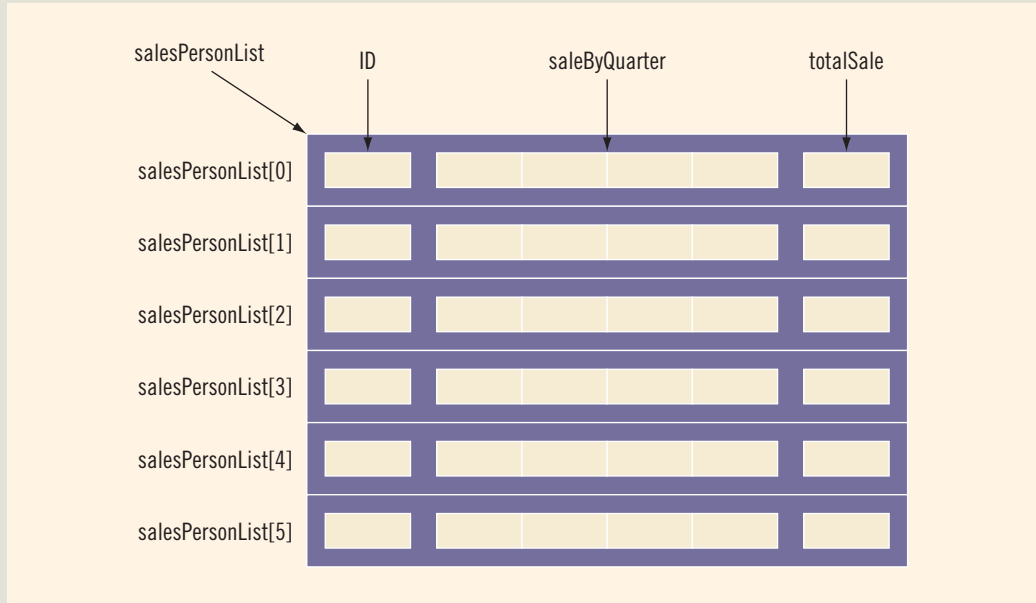 salesPersonList
ID
saleByQuarter
totalSale
salesPersonList[0]
salesPersonList[1]
salesPersonList[2]
salesPersonList[3]
salesPersonList[4]
salesPersonList[5]